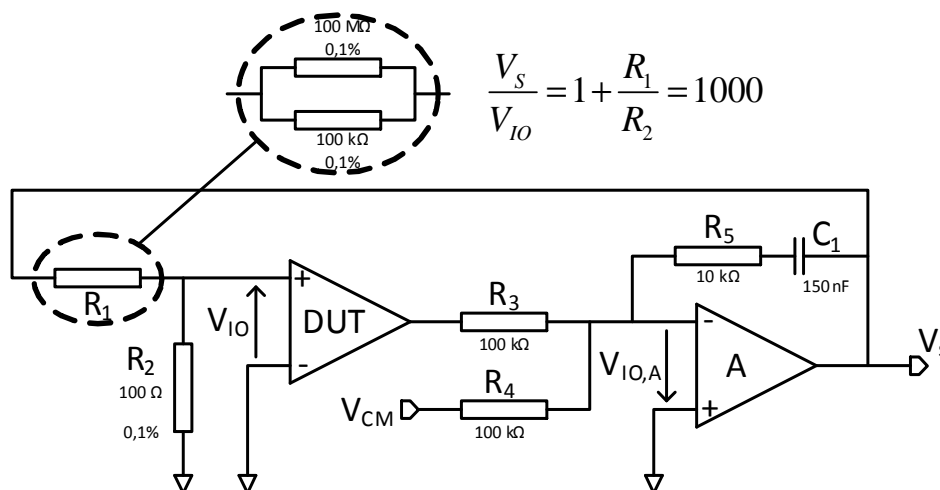 100 MΩ
0,1%
100 kΩ
0,1%
V_S / V_IO = 1 + R_1 / R_2 = 1000
R_1
V_IO
+
DUT
-
R_2
100 Ω
0,1%
R_3
100 kΩ
R_4
100 kΩ
V_CM
R_5
10 kΩ
C_1
150 nF
V_IO,A
-
A
+